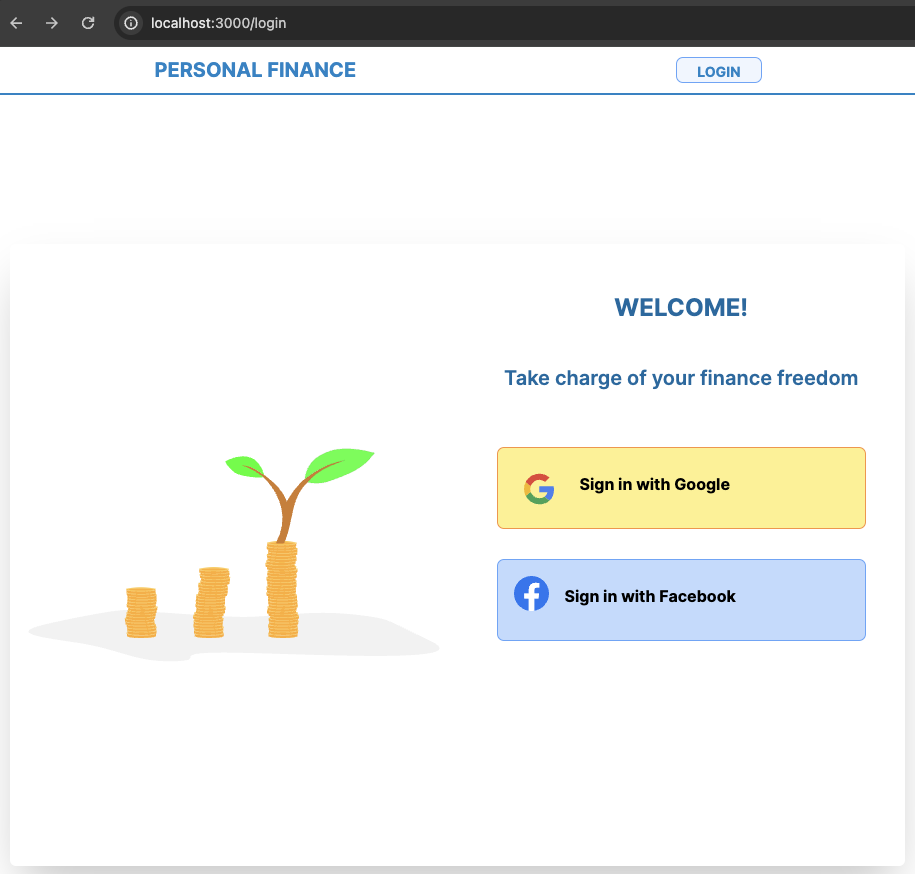 localhost:3000/login
PERSONAL FINANCE
LOGIN
WELCOME!
Take charge of your finance freedom
Sign in with Google
Sign in with Facebook